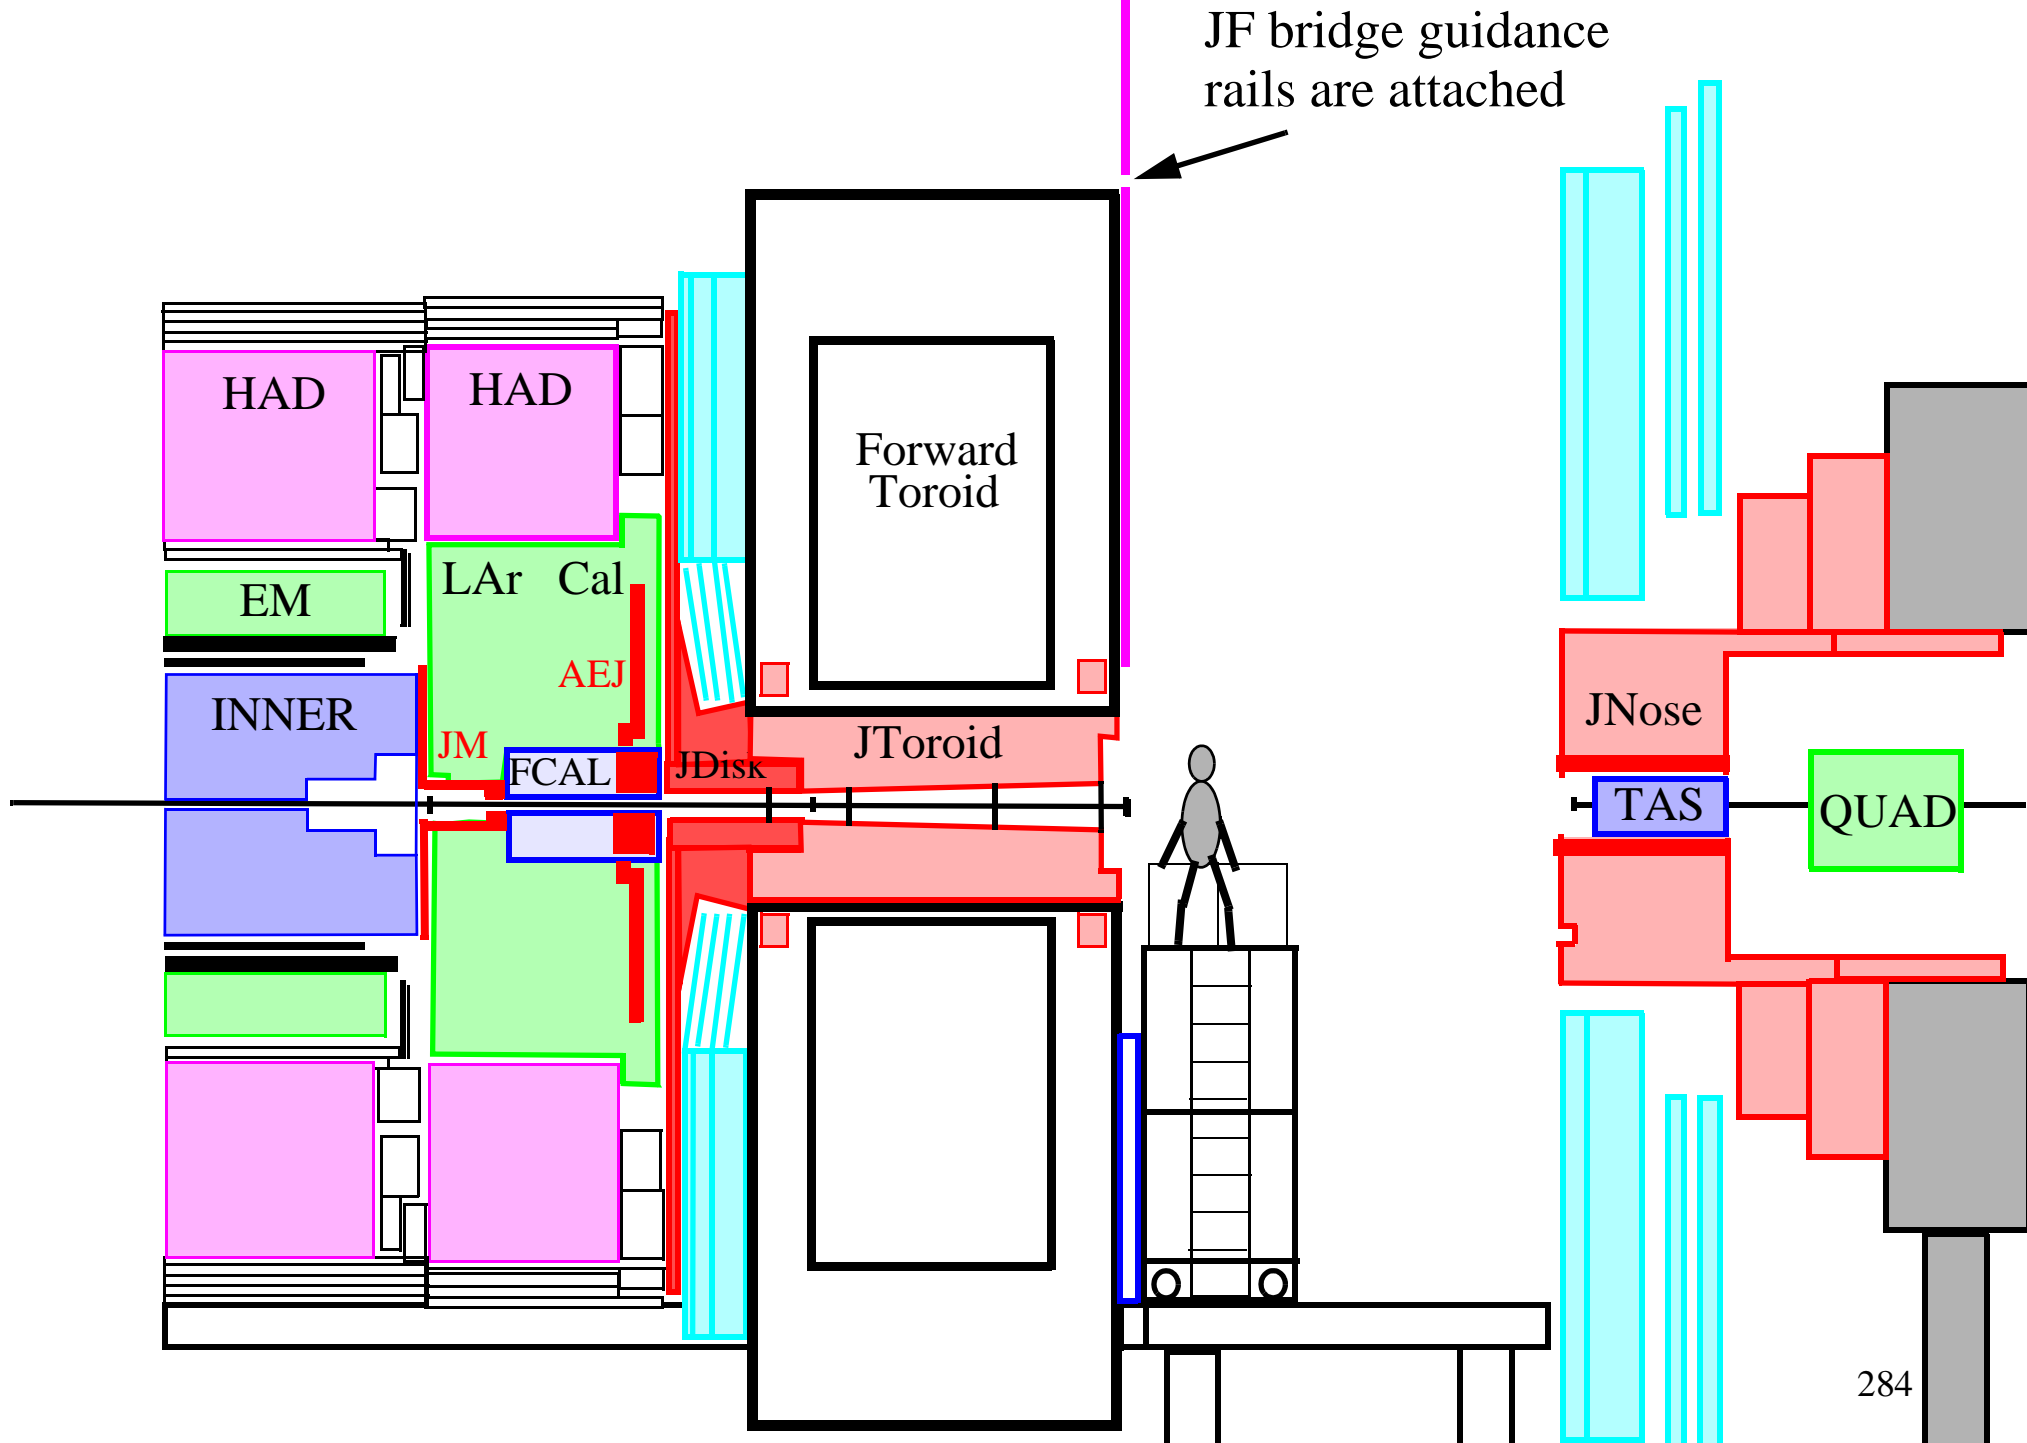 JF bridge guidance
rails are attached
HAD
HAD
Forward
Toroid
LAr Cal
EM
AEJ
INNER
JM
FCAL
JDisk
JToroid
JNose
TAS
QUAD
284